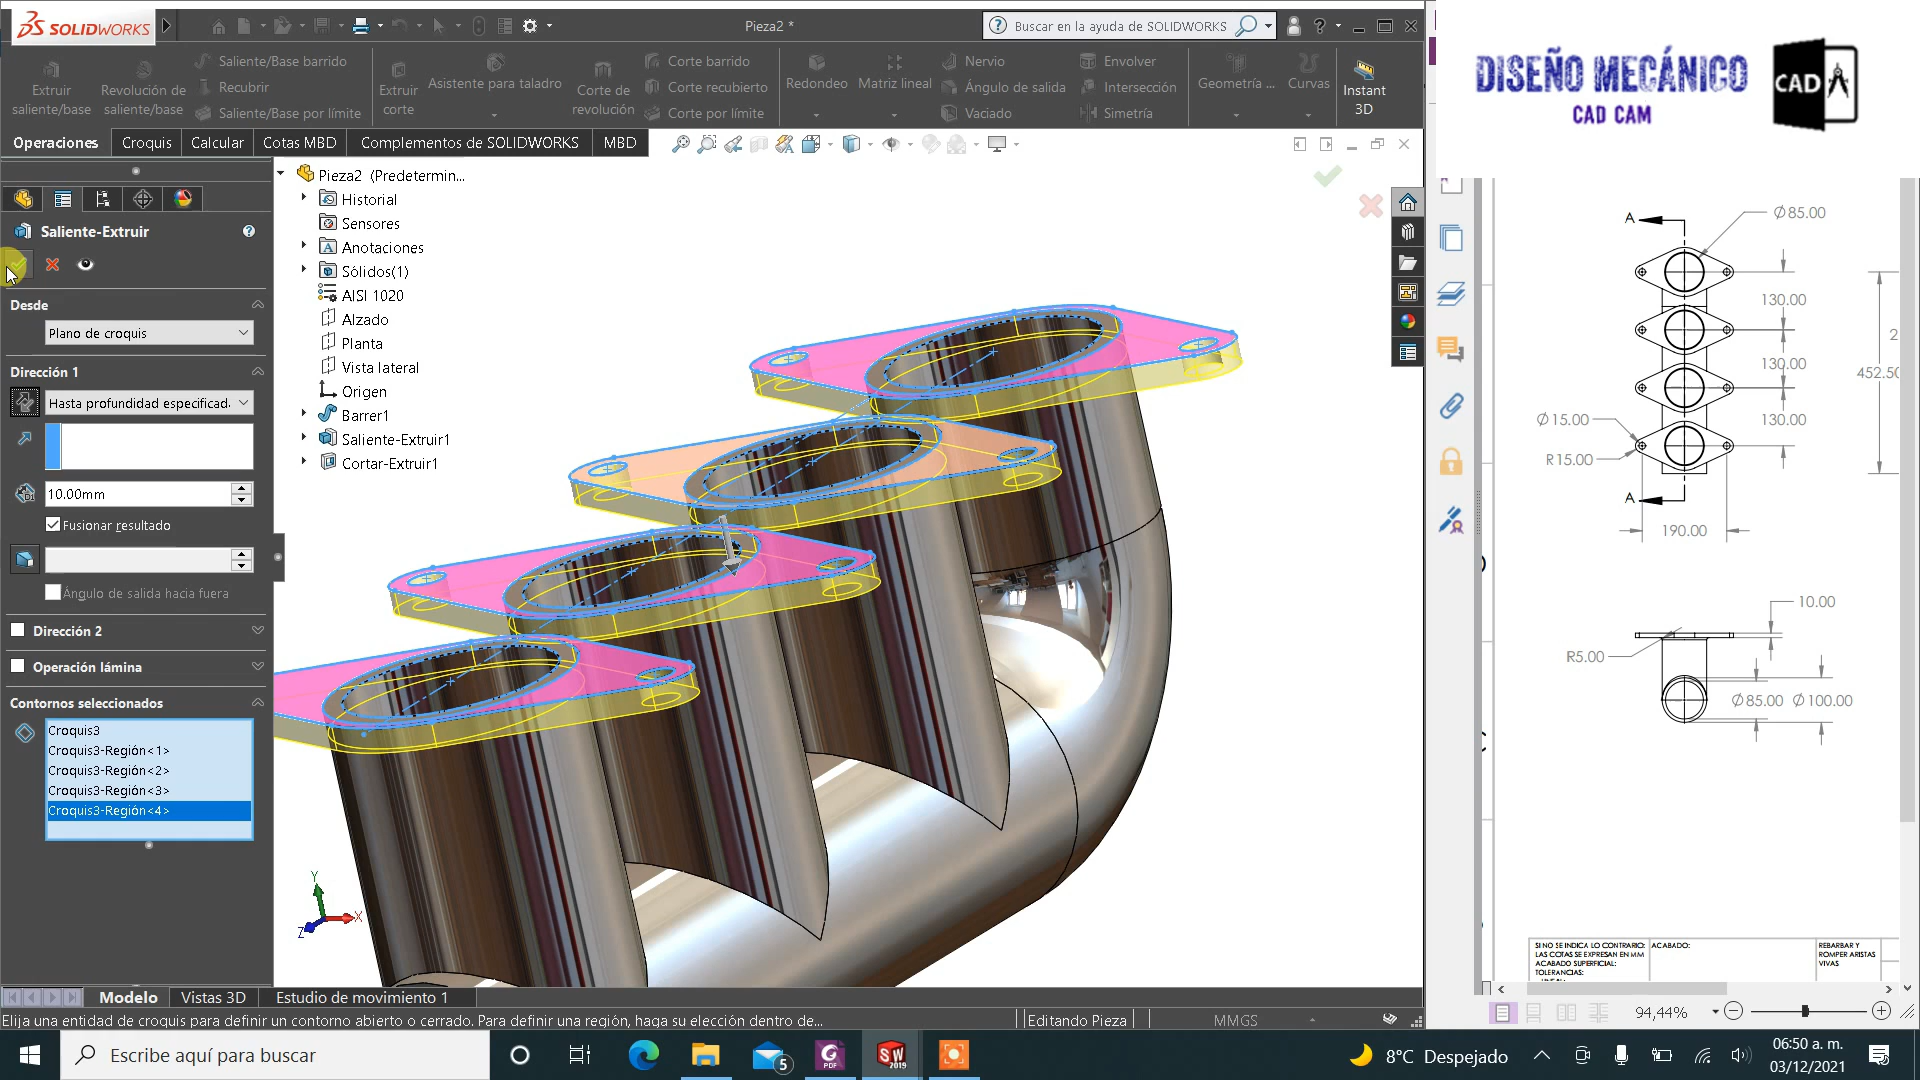 SOLIDWORKS
Pieza2 *
Buscar en la ayuda de SOLIDWORKS
Extruir saliente/base
Revolución de saliente/base
Saliente/Base barrido
Recubrir
Saliente/Base por límite
Extruir corte
Asistente para taladro
Corte de revolución
Corte barrido
Corte recubierto
Corte por límite
Redondeo
Matriz lineal
Nervio
Ángulo de salida
Vaciado
Envolver
Intersección
Simetría
Geometría ...
Curvas
Instant 3D
Operaciones
Croquis
Calcular
Cotas MBD
Complementos de SOLIDWORKS
MBD
Saliente-Extruir
Desde
Plano de croquis
Dirección 1
Hasta profundidad especificad.
10.00mm
Fusionar resultado
Ángulo de salida hacia fuera
Dirección 2
Operación lámina
Contornos seleccionados
Croquis3
Croquis3-Región<1>
Croquis3-Región<2>
Croquis3-Región<3>
Croquis3-Región<4>
Pieza2 (Predetermin...
Historial
Sensores
Anotaciones
Sólidos(1)
AISI 1020
Alzado
Planta
Vista lateral
Origen
Barrer1
Saliente-Extruir1
Cortar-Extruir1
Y
X
Z
Modelo
Vistas 3D
Estudio de movimiento 1
Elija una entidad de croquis para definir un contorno abierto o cerrado. Para definir una región, haga su elección dentro de...
Editando Pieza
MMGS
DISEÑO MECÁNICO
CAD CAM
CAD
A
Ø85.00
130.00
2
130.00
452.50
Ø15.00
130.00
R15.00
A
190.00
10.00
R5.00
Ø85.00
Ø100.00
SI NO SE INDICA LO CONTRARIO:
LAS COTAS SE EXPRESAN EN MM
ACABADO SUPERFICIAL:
TOLERANCIAS:
ACABADO:
REBARBAR Y
ROMPER ARISTAS
VIVAS
94,44%
Escribe aquí para buscar
5
PDF
SW
2019
8°C Despejado
06:50 a. m.
03/12/2021